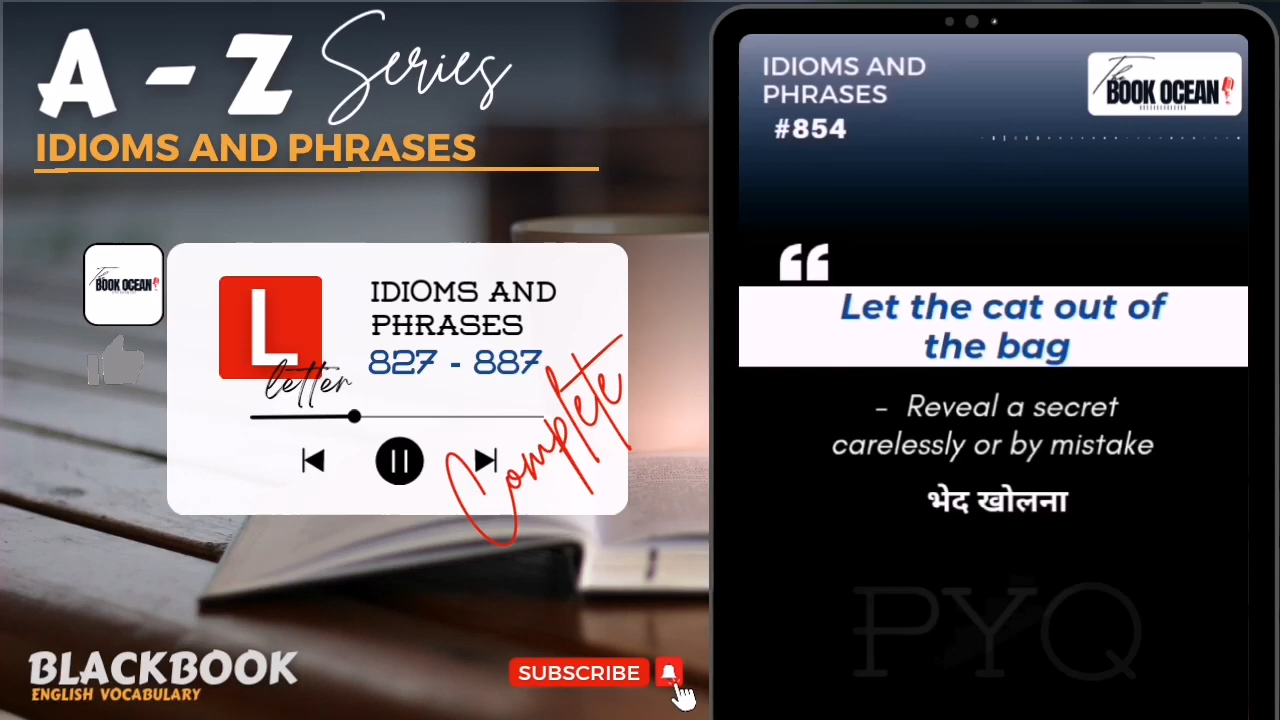 A - Z Series
IDIOMS AND PHRASES
The
BOOK OCEAN
L
letter
IDIOMS AND
PHRASES
827 - 887
Complete
BLACKBOOK
ENGLISH VOCABULARY
SUBSCRIBE
IDIOMS AND
PHRASES
#854
The
BOOK OCEAN
Let the cat out of
the bag
- Reveal a secret
carelessly or by mistake
भेद खोलना
PYQ